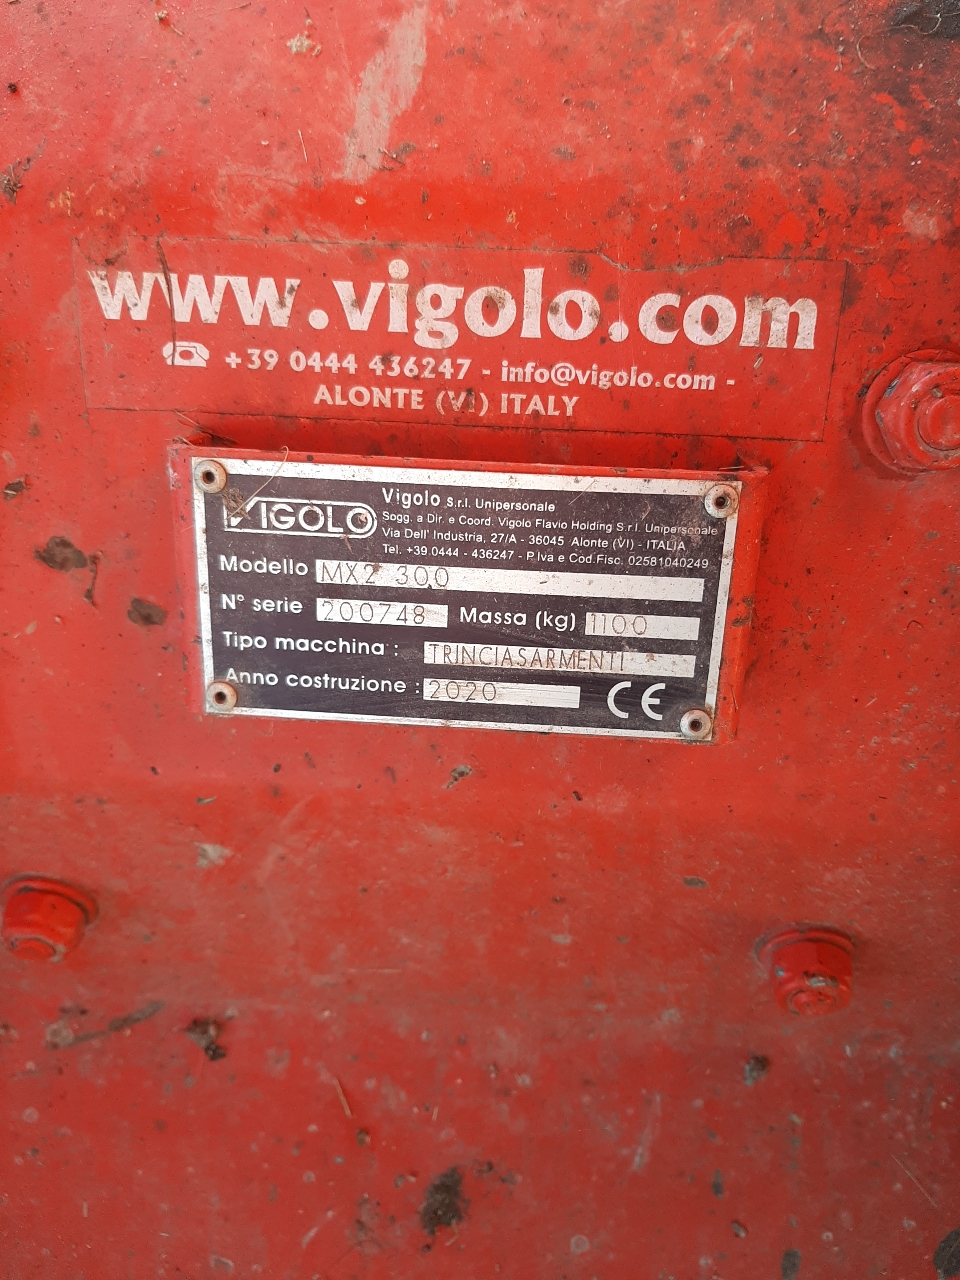 www.vigolo.com
☎ +39 0444 436247 - info@vigolo.com -
ALONTE (VI) ITALY
VIGOLO
Vigolo s.r.l. Unipersonale
Sogg. a Dir. e Coord. Vigolo Flavio Holding S.r.l. Unipersonale
Via Dell' Industria, 27/A - 36045 Alonte (VI) - ITALIA
Tel. +39.0444 - 436247 - P.Iva e Cod.Fisc. 02581040249
Modello MX2 300
N° serie 200748 Massa (kg) 1100
Tipo macchina : TRINCIASARMENTI
Anno costruzione : 2020 CE